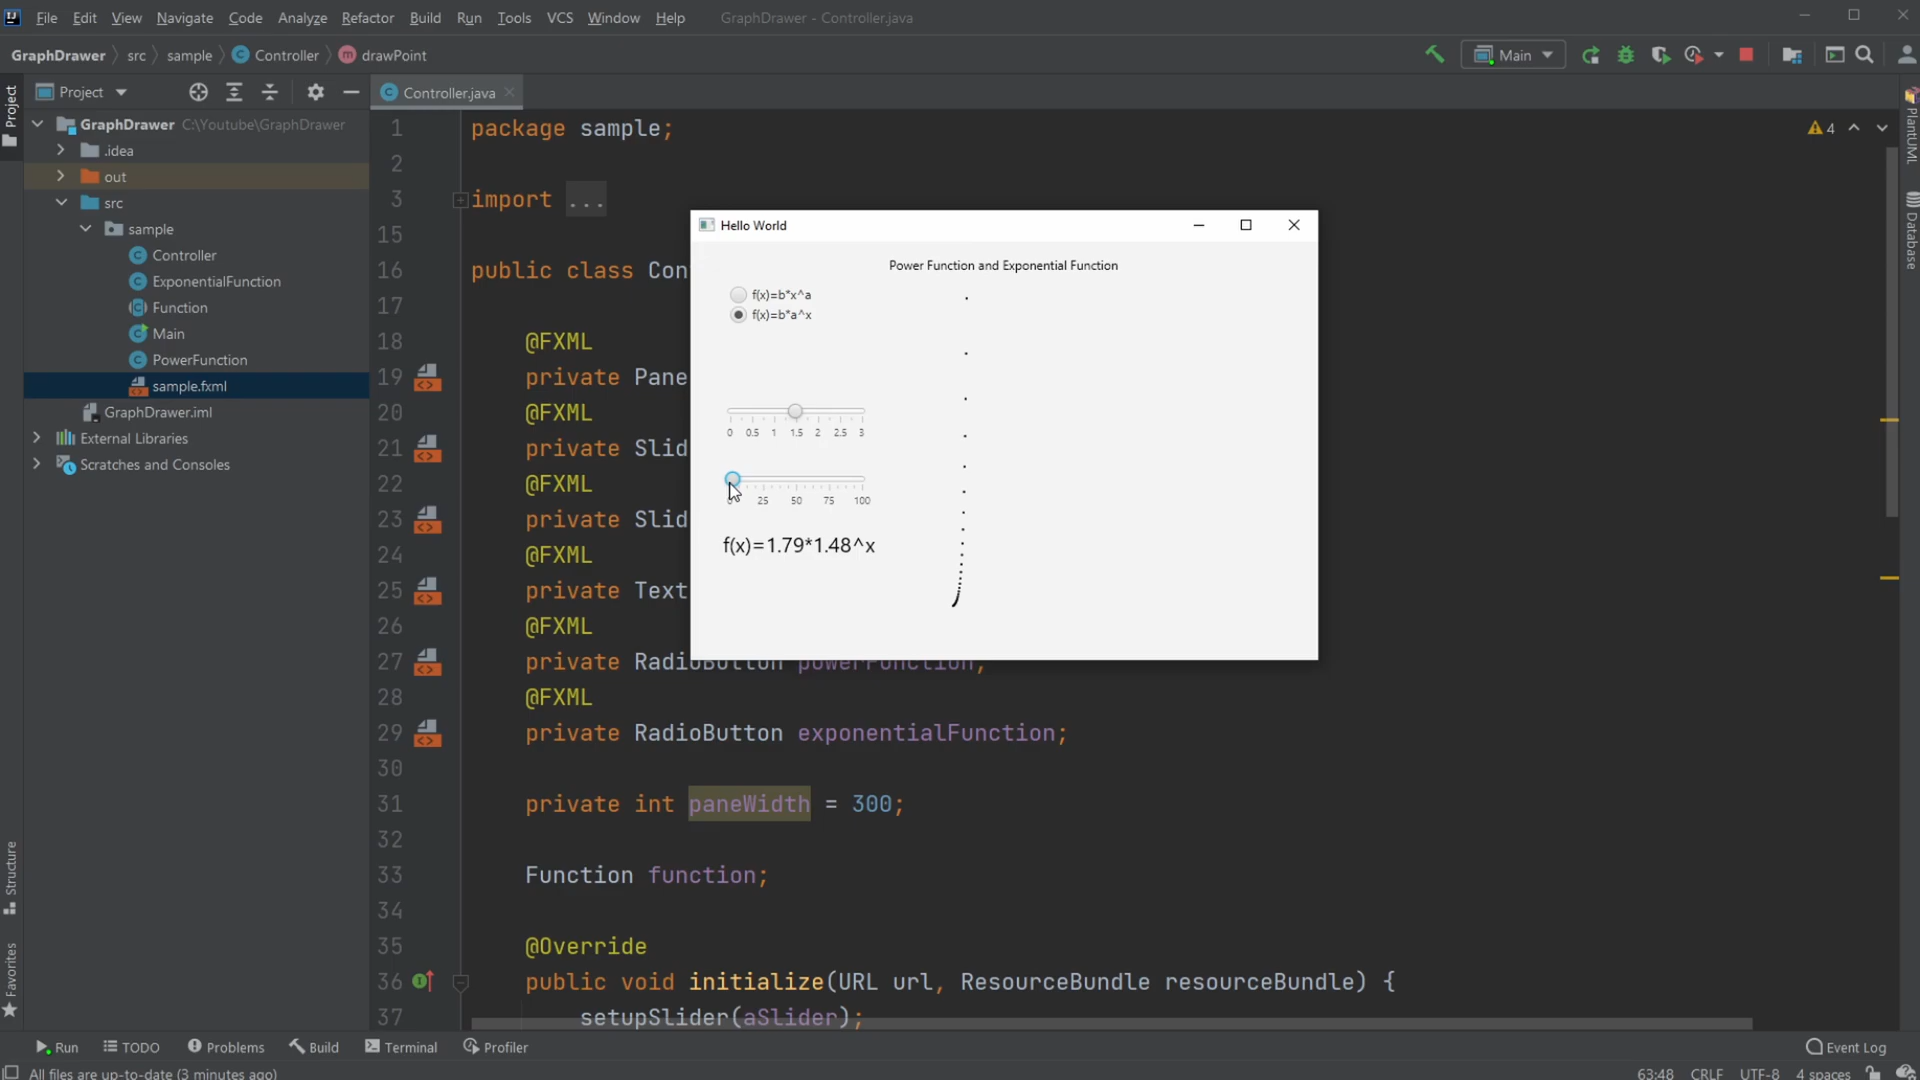 File Edit View Navigate Code Analyze Refactor Build Run Tools VCS Window Help GraphDrawer - Controller.java
GraphDrawer src sample Controller drawPoint Main
Project
Controller.java
GraphDrawer C:\Youtube\GraphDrawer
.idea
out
src
sample
Controller
ExponentialFunction
Function
Main
PowerFunction
sample.fxml
GraphDrawer.iml
External Libraries
Scratches and Consoles
Project
Structure
Favorites
1 package sample;
2
3 import ...
15
16 public class Con
17
18 @FXML
19 private Pane
20 @FXML
21 private Slid
22 @FXML
23 private Slid
24 @FXML
25 private Text
26 @FXML
27 private RadioButton powerFunction;
28 @FXML
29 private RadioButton exponentialFunction;
30
31 private int paneWidth = 300;
32
33 Function function;
34
35 @Override
36 public void initialize(URL url, ResourceBundle resourceBundle) {
37 setupSlider(aSlider);
4
PlantUML
Database
Hello World
Power Function and Exponential Function
f(x)=b*x^a
f(x)=b*a^x
0 0.5 1 1.5 2 2.5 3
25 50 75 100
f(x)=1.79*1.48^x
Run TODO Problems Build Terminal Profiler Event Log
All files are up-to-date (3 minutes ago) 63:48 CRLF UTF-8 4 spaces